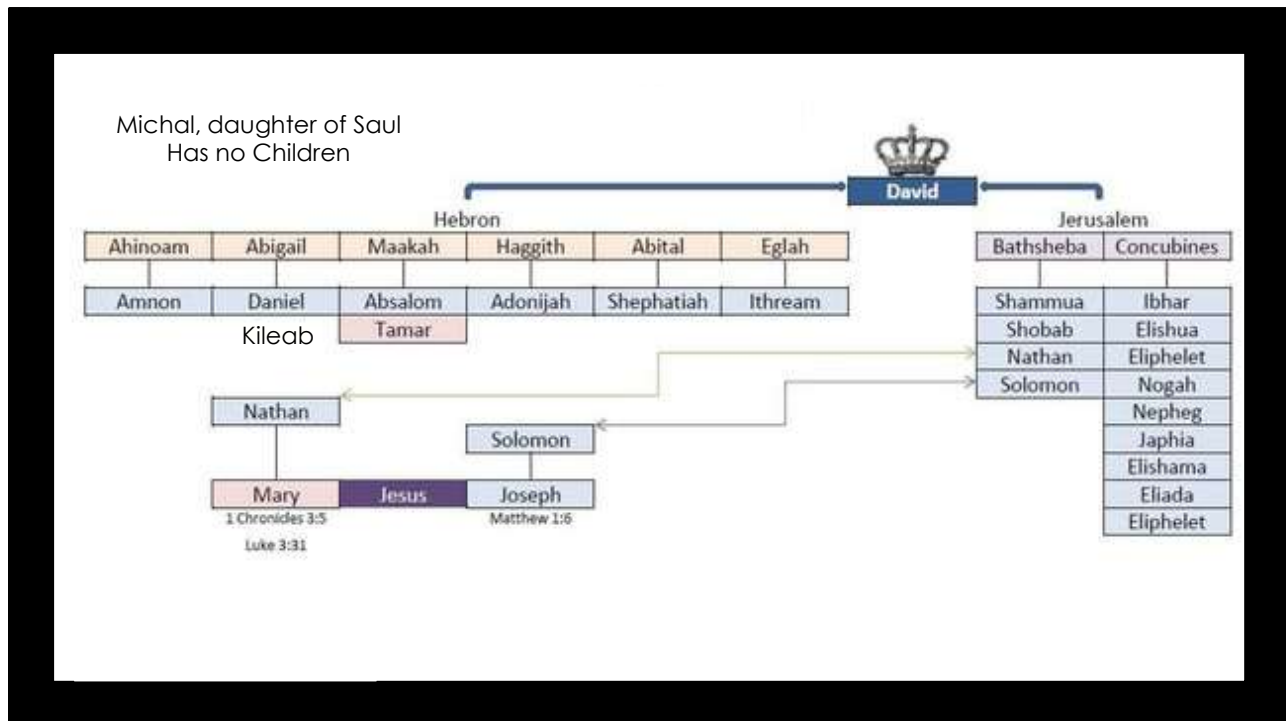 Michal, daughter of Saul
Has no Children
David
Hebron
Jerusalem
Ahinoam Abigail Maakah Haggith Abital Eglah Bathsheba Concubines
Amnon Daniel Absalom Adonijah Shephatiah Ithream Shammua Ibhar
Kileab Tamar Shobab Elishua
Nathan Eliphelet
Solomon Nogah
Nathan Nepheg
Solomon Japhia
Elishama
Mary Jesus Joseph Eliada
1 Chronicles 3:5 Matthew 1:6 Eliphelet
Luke 3:31